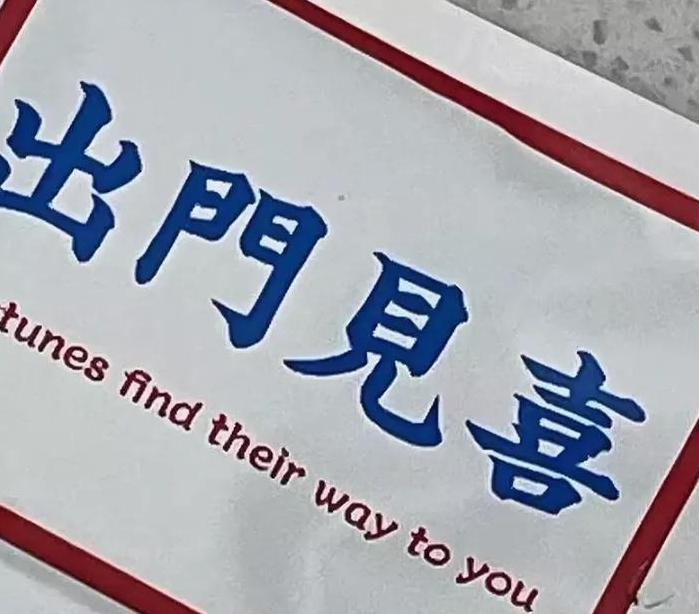 出門見喜
tunes find their way to you